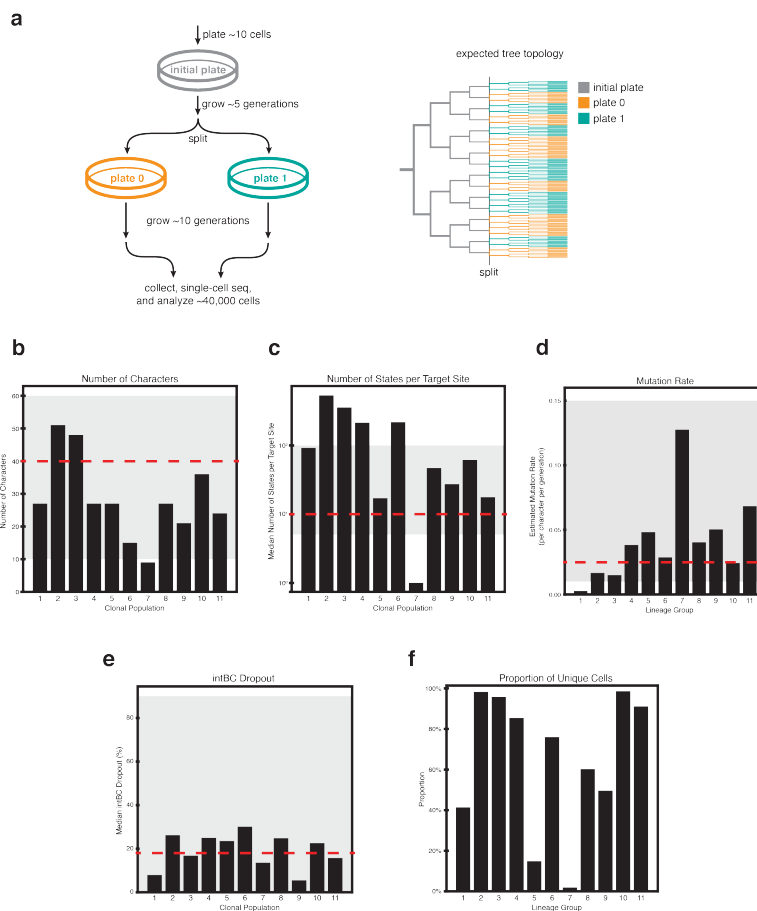 a
plate ~10 cells
initial plate
grow ~5 generations
split
plate 0
plate 1
grow ~10 generations
collect, single-cell seq,
and analyze ~40,000 cells
expected tree topology
initial plate
plate 0
plate 1
split
b
Number of Characters
Number of Characters
60
50
40
30
20
10
0
1 2 3 4 5 6 7 8 9 10 11
Clonal Population
c
Number of States per Target Site
Median Number of States per Target Site
10¹
10⁰
1 2 3 4 5 6 7 8 9 10 11
Clonal Population
d
Mutation Rate
Estimated Mutation Rate
(per character per generation)
0.15
0.10
0.05
0.00
1 2 3 4 5 6 7 8 9 10 11
Lineage Group
e
intBC Dropout
Median intBC Dropout (%)
80
60
40
20
0
1 2 3 4 5 6 7 8 9 10 11
Clonal Population
f
Proportion of Unique Cells
Proportion
100%
80%
60%
40%
20%
0%
1 2 3 4 5 6 7 8 9 10 11
Lineage Group